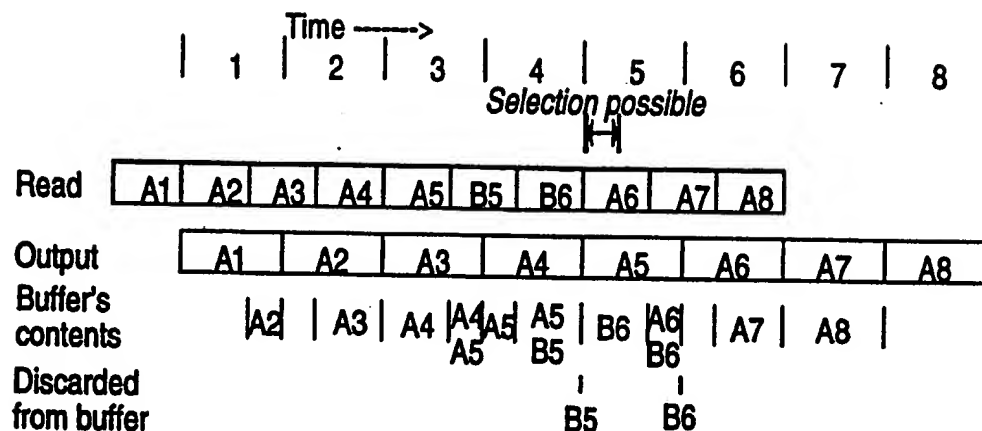 Time ----->
1 2 3 4 5 6 7 8
Selection possible
Read A1 A2 A3 A4 A5 B5 B6 A6 A7 A8
Output A1 A2 A3 A4 A5 A6 A7 A8
Buffer's A4 A5 A6
contents A2 A3 A4 A5 A5 B5 B6 B6 A7 A8
Discarded
from buffer B5 B6